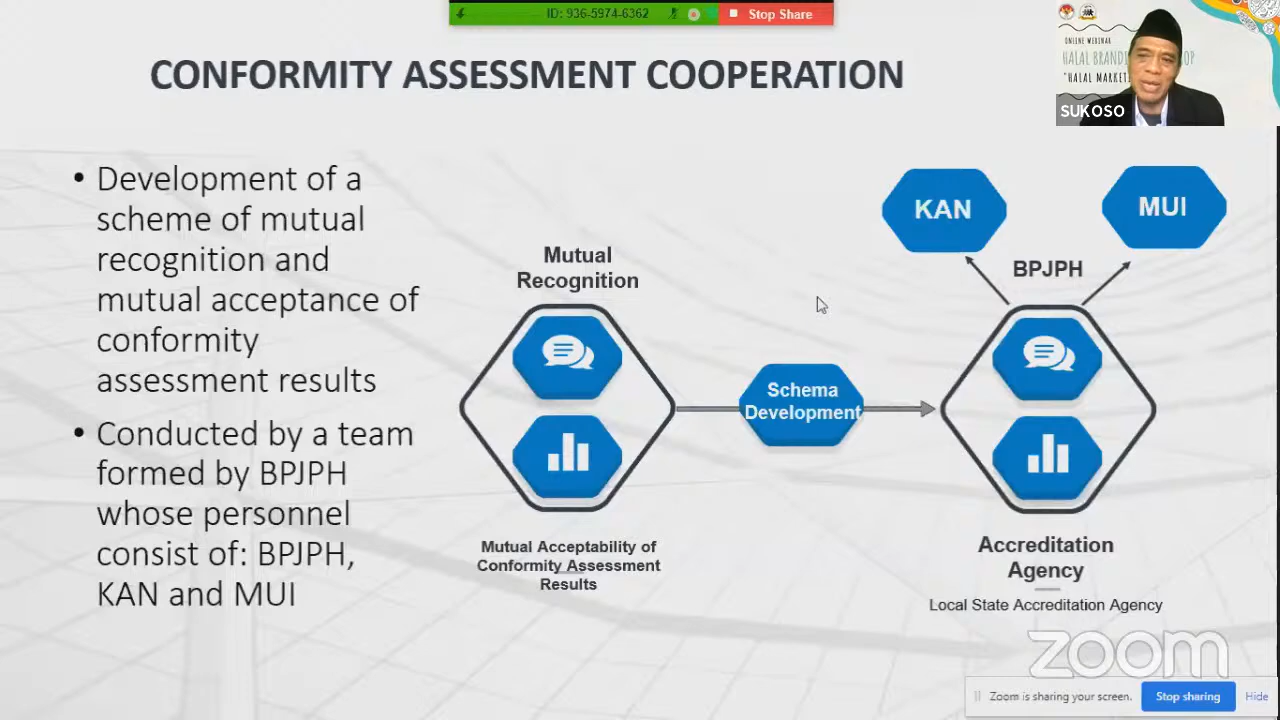 ID: 936-5974-6362
Stop Share
CONFORMITY ASSESSMENT COOPERATION
ONLINE WEBINAR
SUKOSO
• Development of a
scheme of mutual
recognition and
mutual acceptance of
conformity
assessment results
• Conducted by a team
formed by BPJPH
whose personnel
consist of: BPJPH,
KAN and MUI
Mutual
Recognition
Mutual Acceptability of
Conformity Assessment
Results
Schema
Development
KAN
MUI
BPJPH
Accreditation
Agency
Local State Accreditation Agency
zoom
Zoom is sharing your screen.
Stop sharing
Hide